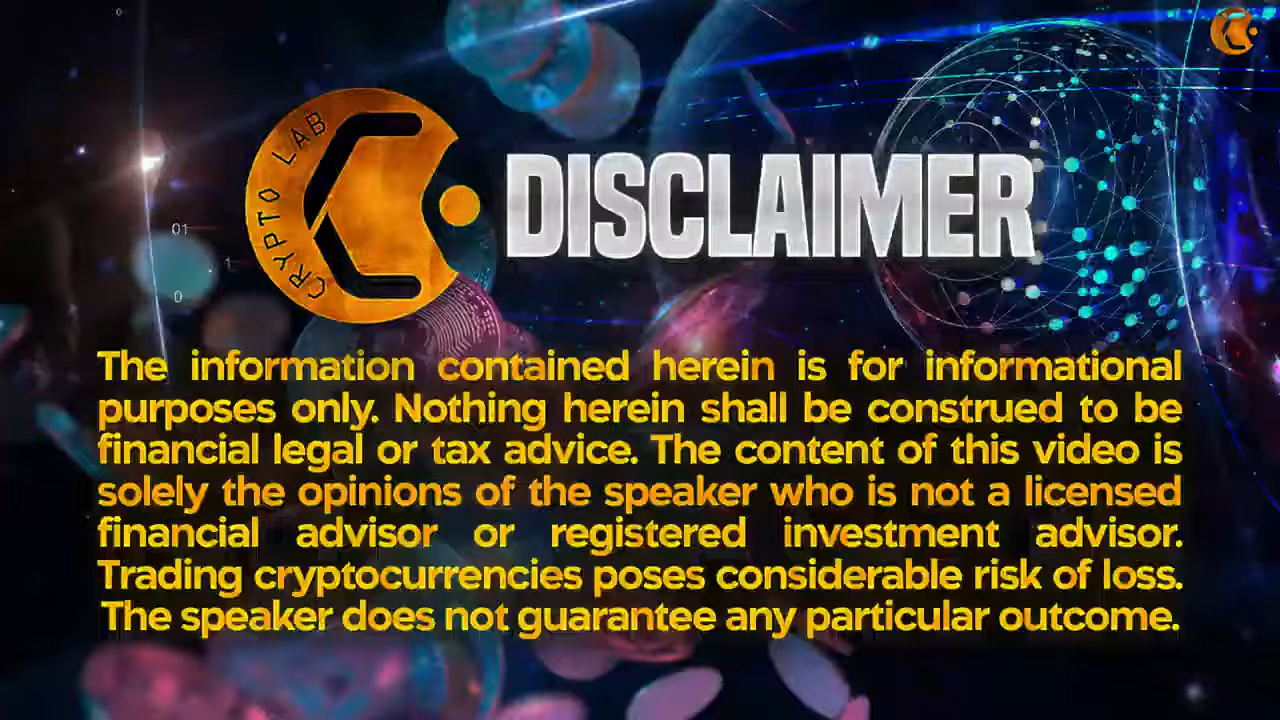 CRYPTO LAB
DISCLAIMER
01
1
0
The information contained herein is for informational
purposes only. Nothing herein shall be construed to be
financial legal or tax advice. The content of this video is
solely the opinions of the speaker who is not a licensed
financial advisor or registered investment advisor.
Trading cryptocurrencies poses considerable risk of loss.
The speaker does not guarantee any particular outcome.